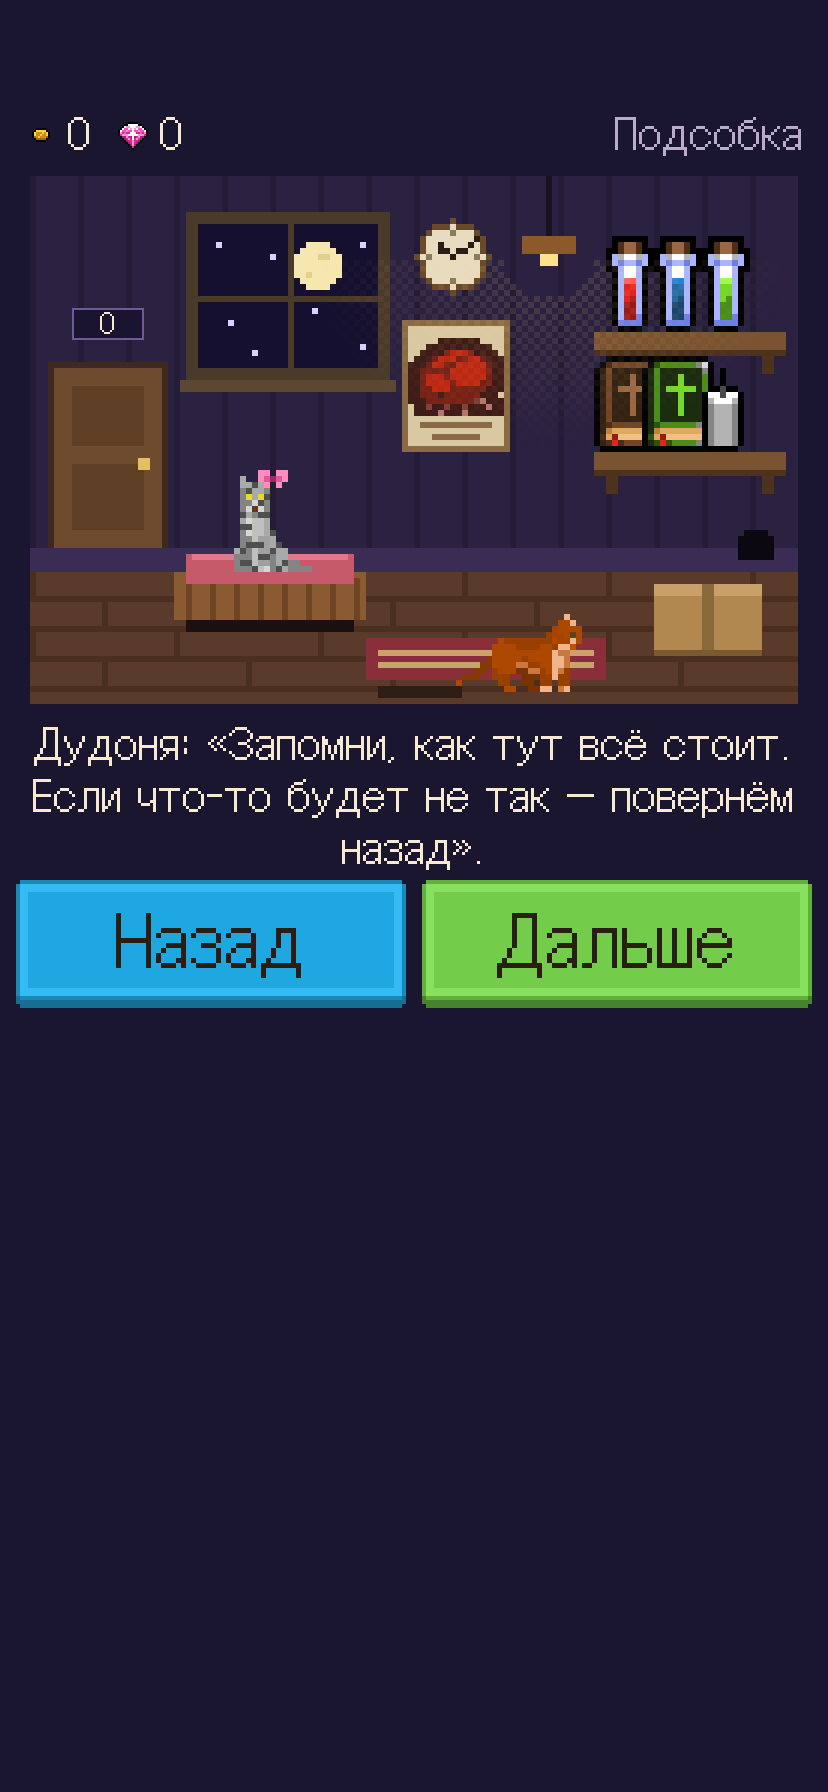 0 0 Подсобка
0
Дудоня: «Запомни, как тут всё стоит.
Если что-то будет не так — повернём
назад».
Назад Дальше